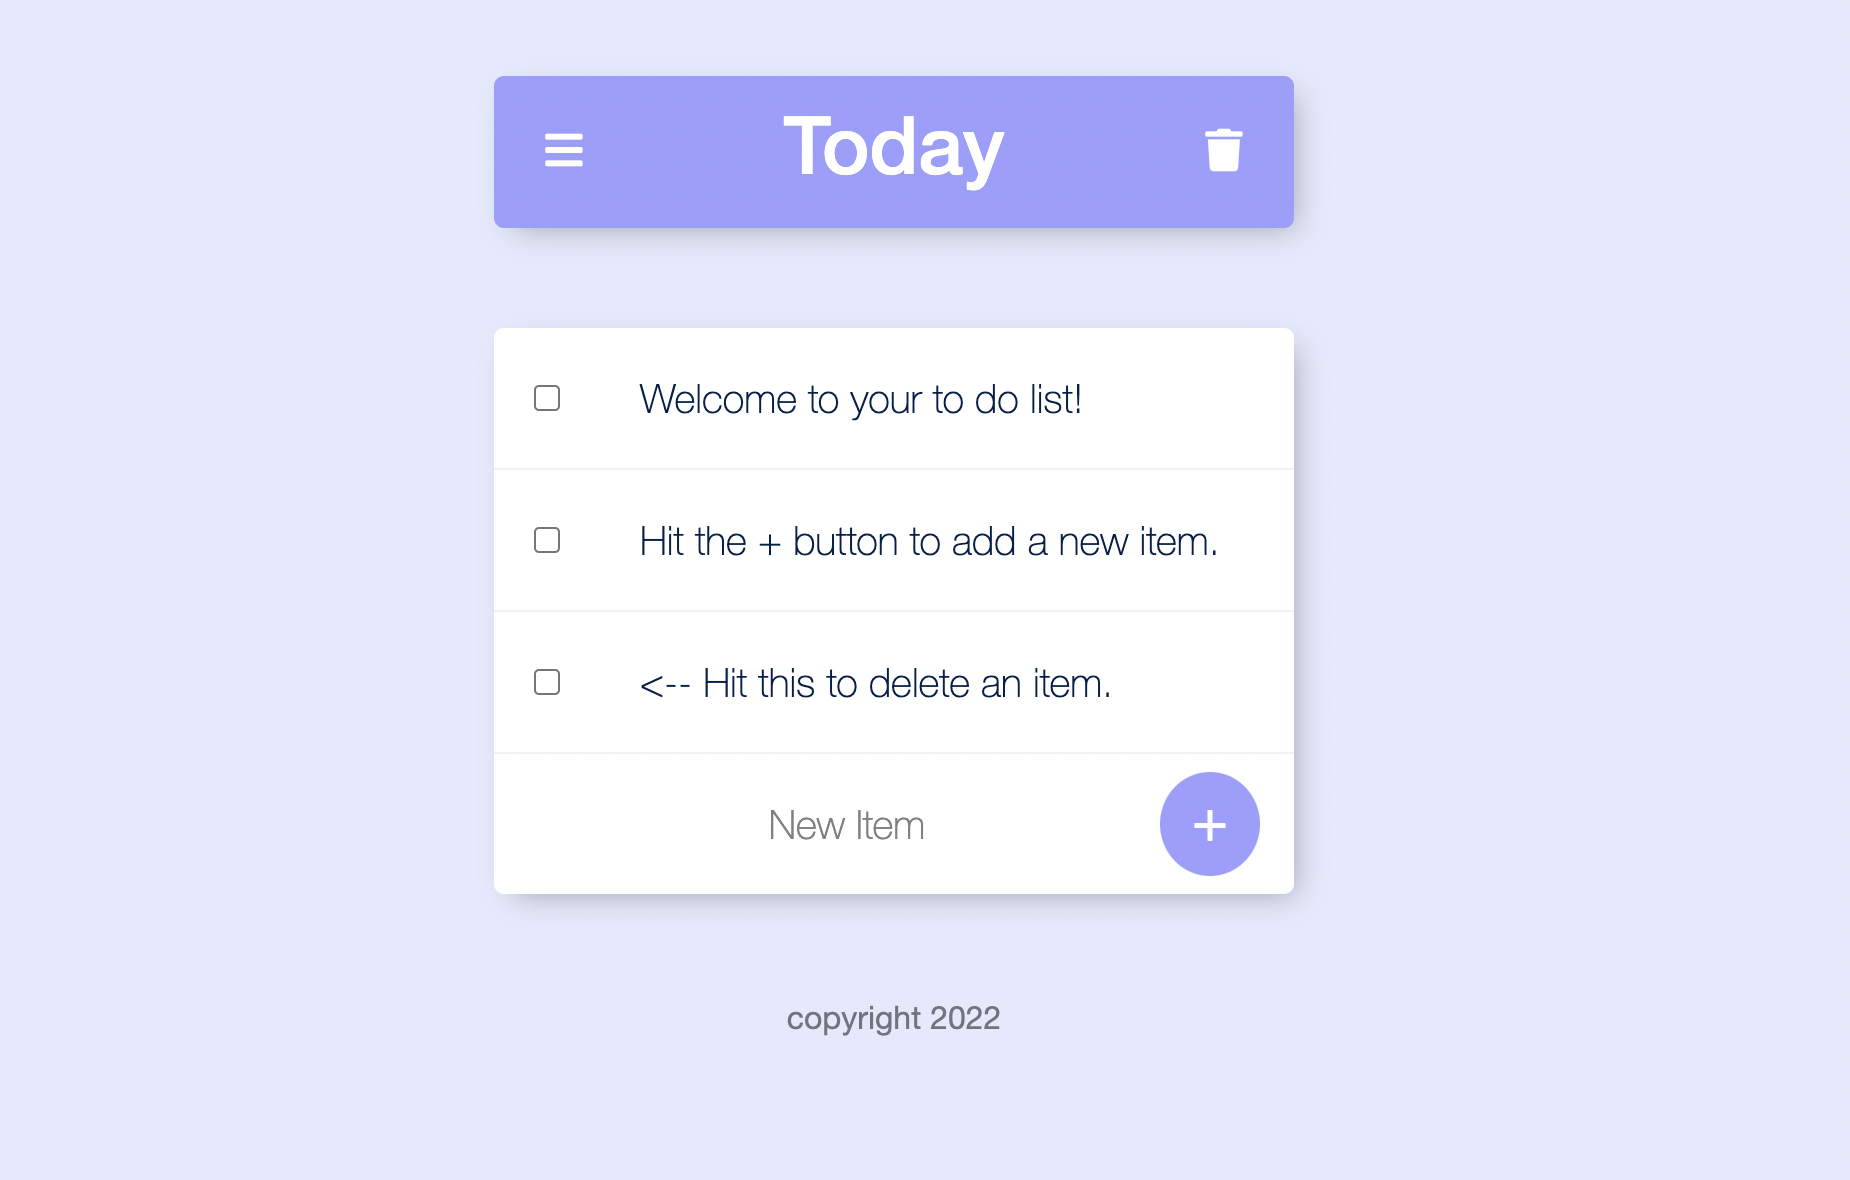 Today
Welcome to your to do list!
Hit the + button to add a new item.
<-- Hit this to delete an item.
New Item
+
copyright 2022